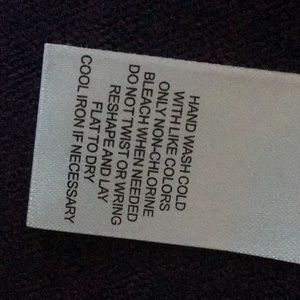 HAND WASH COLD
WITH LIKE COLORS
ONLY NON-CHLORINE
BLEACH WHEN NEEDED
DO NOT TWIST OR WRING
RESHAPE AND LAY
FLAT TO DRY
COOL IRON IF NECESSARY